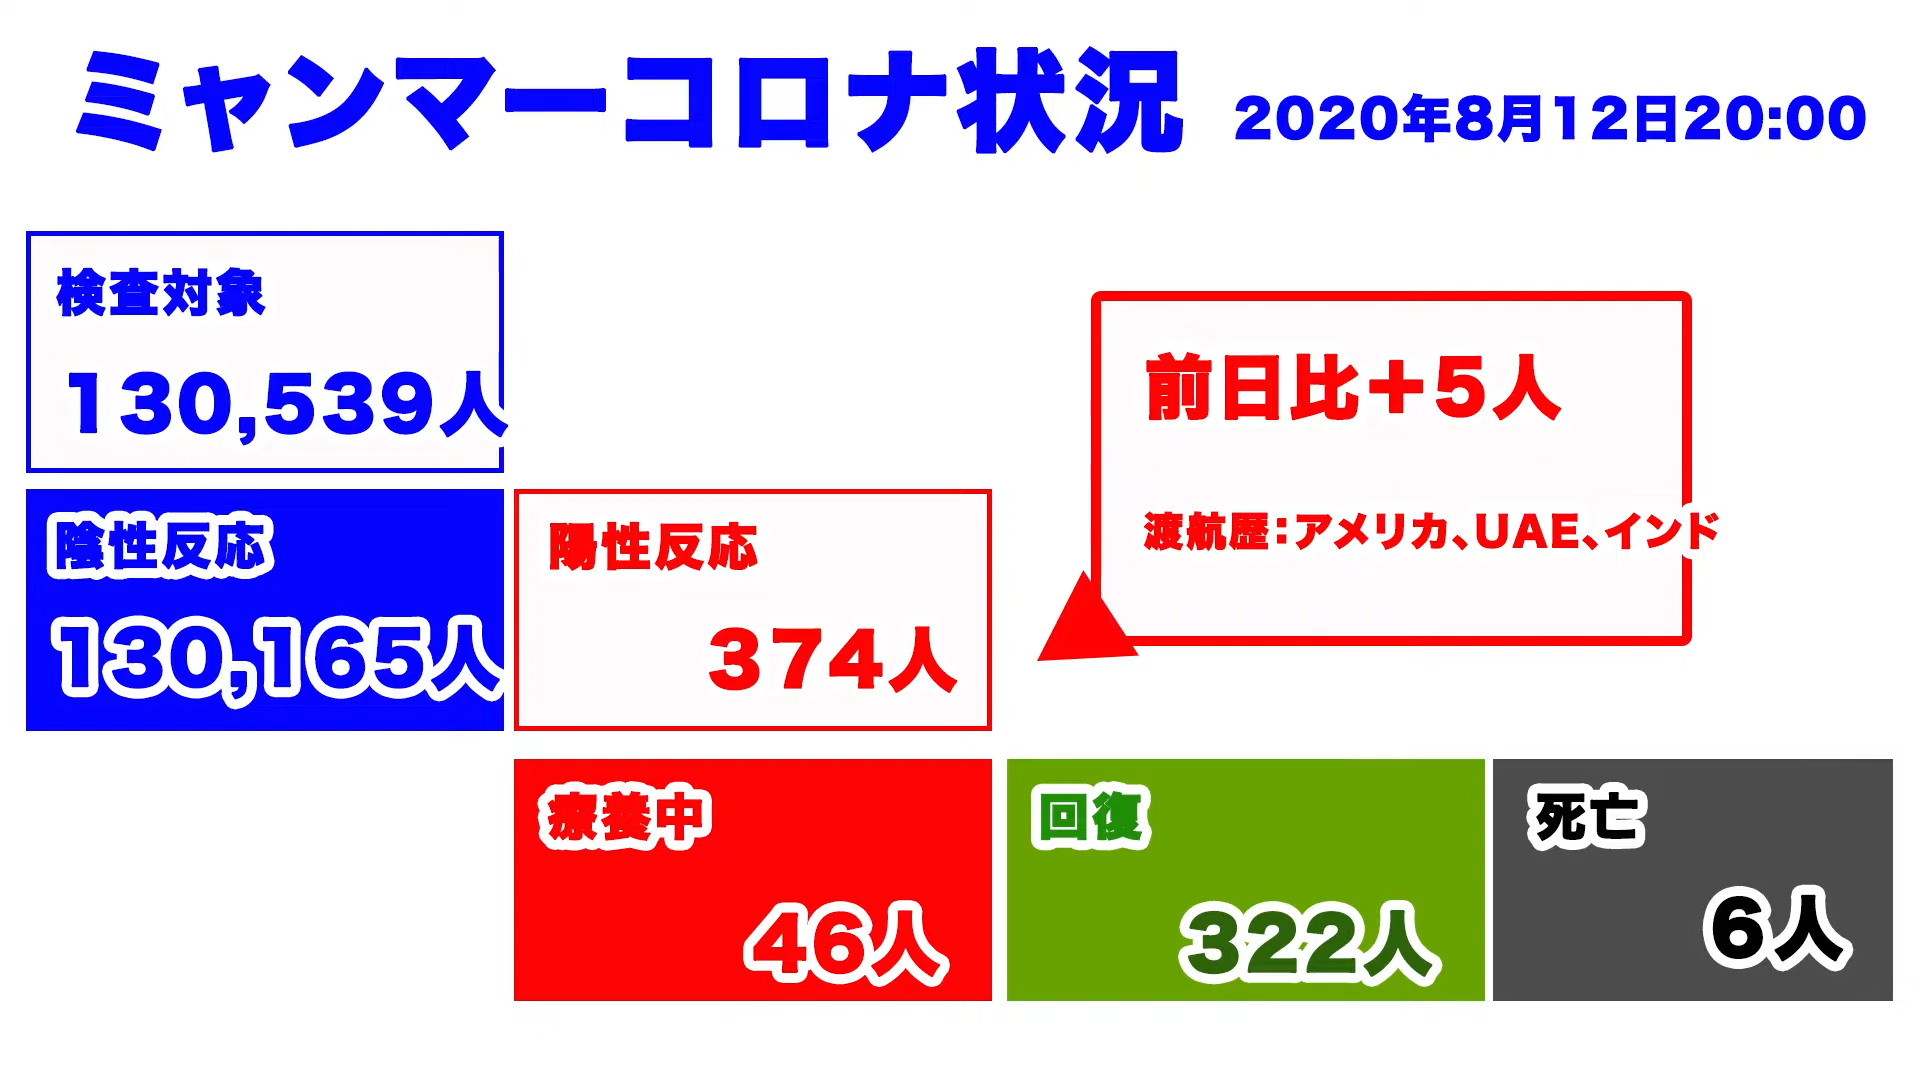 ミャンマーコロナ状況 2020年8月12日20:00
検査対象
130,539人
前日比+5人
渡航歴:アメリカ、UAE、インド
陰性反応
130,165人
陽性反応
374人
療養中
46人
回復
322人
死亡
6人